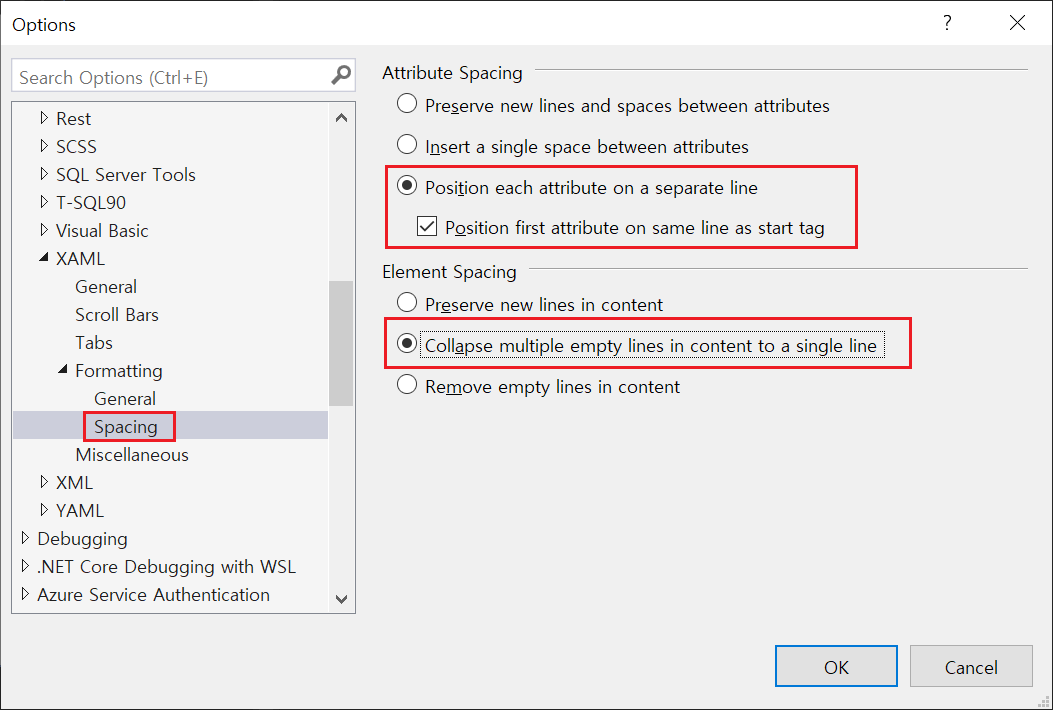 Options
?
Search Options (Ctrl+E)
Rest
SCSS
SQL Server Tools
T-SQL90
Visual Basic
XAML
General
Scroll Bars
Tabs
Formatting
General
Spacing
Miscellaneous
XML
YAML
Debugging
.NET Core Debugging with WSL
Azure Service Authentication
Attribute Spacing
Preserve new lines and spaces between attributes
Insert a single space between attributes
Position each attribute on a separate line
Position first attribute on same line as start tag
Element Spacing
Preserve new lines in content
Collapse multiple empty lines in content to a single line
Remove empty lines in content
OK
Cancel